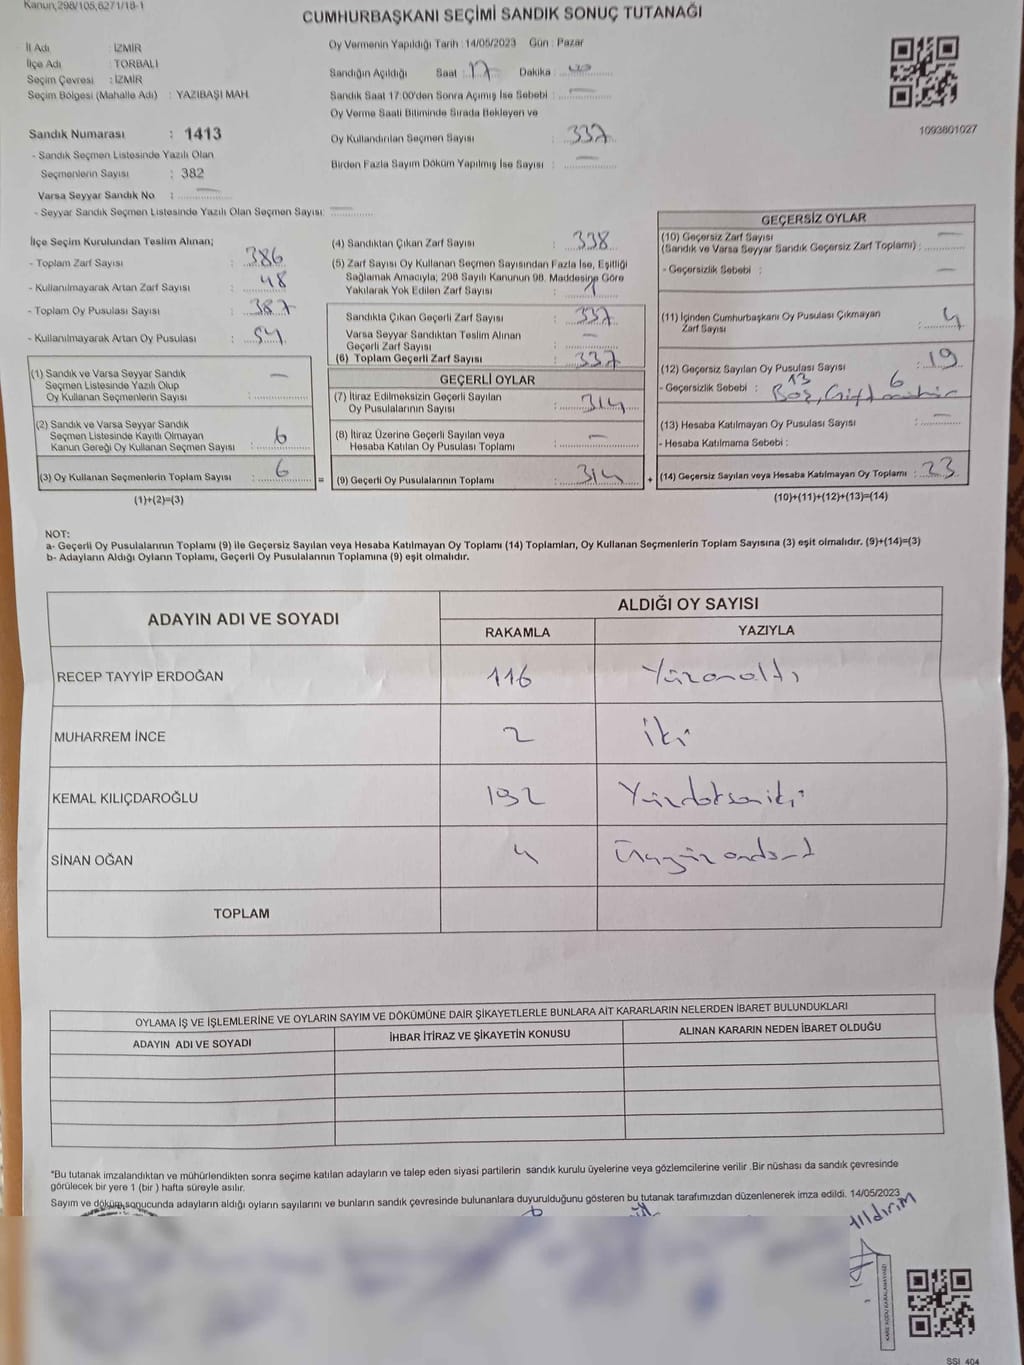 Kanun,298/105,6271/18-1
CUMHURBAŞKANI SEÇİMİ SANDIK SONUÇ TUTANAĞI
İl Adı : İZMİR
İlçe Adı : TORBALI
Seçim Çevresi : İZMİR
Seçim Bölgesi (Mahalle Adı) : YAZIBAŞI MAH.
Sandık Numarası : 1413
- Sandık Seçmen Listesinde Yazılı Olan
Seçmenlerin Sayısı : 382
Varsa Seyyar Sandık No : —
- Seyyar Sandık Seçmen Listesinde Yazılı Olan Seçmen Sayısı : —
Oy Vermenin Yapıldığı Tarih : 14/05/2023 Gün : Pazar
Sandığın Açıldığı Saat : 17 Dakika : 00
Sandık Saat 17:00'den Sonra Açımış İse Sebebi : —
Oy Verme Saati Bitiminde Sırada Bekleyen ve
Oy Kullandırılan Seçmen Sayısı : 337
Birden Fazla Sayım Döküm Yapılmış İse Sayısı : —
1093801027
İlçe Seçim Kurulundan Teslim Alınan;
- Toplam Zarf Sayısı : 386
- Kullanılmayarak Artan Zarf Sayısı : 48
- Toplam Oy Pusulası Sayısı : 387
- Kullanılmayarak Artan Oy Pusulası : 54
(1) Sandık ve Varsa Seyyar Sandık
Seçmen Listesinde Yazılı Olup
Oy Kullanan Seçmenlerin Sayısı : —
(2) Sandık ve Varsa Seyyar Sandık
Seçmen Listesinde Kayıtlı Olmayan
Kanun Gereği Oy Kullanan Seçmen Sayısı : 6
(3) Oy Kullanan Seçmenlerin Toplam Sayısı : 6
(1)+(2)=(3)
(4) Sandıktan Çıkan Zarf Sayısı : 338
(5) Zarf Sayısı Oy Kullanan Seçmen Sayısından Fazla İse, Eşitliği
Sağlamak Amacıyla; 298 Sayılı Kanunun 98. Maddesine Göre
Yakılarak Yok Edilen Zarf Sayısı : 1
Sandıkta Çıkan Geçerli Zarf Sayısı : 337
Varsa Seyyar Sandıktan Teslim Alınan
Geçerli Zarf Sayısı : —
(6) Toplam Geçerli Zarf Sayısı : 337
=
GEÇERLİ OYLAR
(7) İtiraz Edilmeksizin Geçerli Sayılan
Oy Pusulalarının Sayısı : 314
(8) İtiraz Üzerine Geçerli Sayılan veya
Hesaba Katılan Oy Pusulası Toplamı : —
(9) Geçerli Oy Pusulalarının Toplamı : 314
+
GEÇERSİZ OYLAR
(10) Geçersiz Zarf Sayısı
(Sandık ve Varsa Seyyar Sandık Geçersiz Zarf Toplamı) : —
- Geçersizlik Sebebi : —
(11) İçinden Cumhurbaşkanı Oy Pusulası Çıkmayan
Zarf Sayısı : 4
(12) Geçersiz Sayılan Oy Pusulası Sayısı : 19
13 6
- Geçersizlik Sebebi : Boş, Çift mühür
(13) Hesaba Katılmayan Oy Pusulası Sayısı : —
- Hesaba Katılmama Sebebi :
(14) Geçersiz Sayılan veya Hesaba Katılmayan Oy Toplamı : 23
(10)+(11)+(12)+(13)=(14)
NOT:
a- Geçerli Oy Pusulalarının Toplamı (9) ile Geçersiz Sayılan veya Hesaba Katılmayan Oy Toplamı (14) Toplamları, Oy Kullanan Seçmenlerin Toplam Sayısına (3) eşit olmalıdır. (9)+(14)=(3)
b- Adayların Aldığı Oyların Toplamı, Geçerli Oy Pusulalarının Toplamına (9) eşit olmalıdır.
ADAYIN ADI VE SOYADI
ALDIĞI OY SAYISI
RAKAMLA YAZIYLA
RECEP TAYYİP ERDOĞAN 116 Yüzonaltı
MUHARREM İNCE 2 İki
KEMAL KILIÇDAROĞLU 192 Yüzdoksaniki
SİNAN OĞAN 4 Üçyüzondört
TOPLAM
OYLAMA İŞ VE İŞLEMLERİNE VE OYLARIN SAYIM VE DÖKÜMÜNE DAİR ŞİKAYETLERLE BUNLARA AİT KARARLARIN NELERDEN İBARET BULUNDUKLARI
ADAYIN ADI VE SOYADI İHBAR İTİRAZ VE ŞİKAYETİN KONUSU ALINAN KARARIN NEDEN İBARET OLDUĞU
*Bu tutanak imzalandıktan ve mühürlendikten sonra seçime katılan adayların ve talep eden siyasi partilerin sandık kurulu üyelerine veya gözlemcilerine verilir .Bir nüshası da sandık çevresinde
görülecek bir yere 1 (bir ) hafta süreyle asılır.
Sayım ve döküm sonucunda adayların aldığı oyların sayılarını ve bunların sandık çevresinde bulunanlara duyurulduğunu gösteren bu tutanak tarafımızdan düzenlenerek imza edildi. 14/05/2023
Yıldırım
KARE KODU KARALAMAYINIZ!
SSI 404